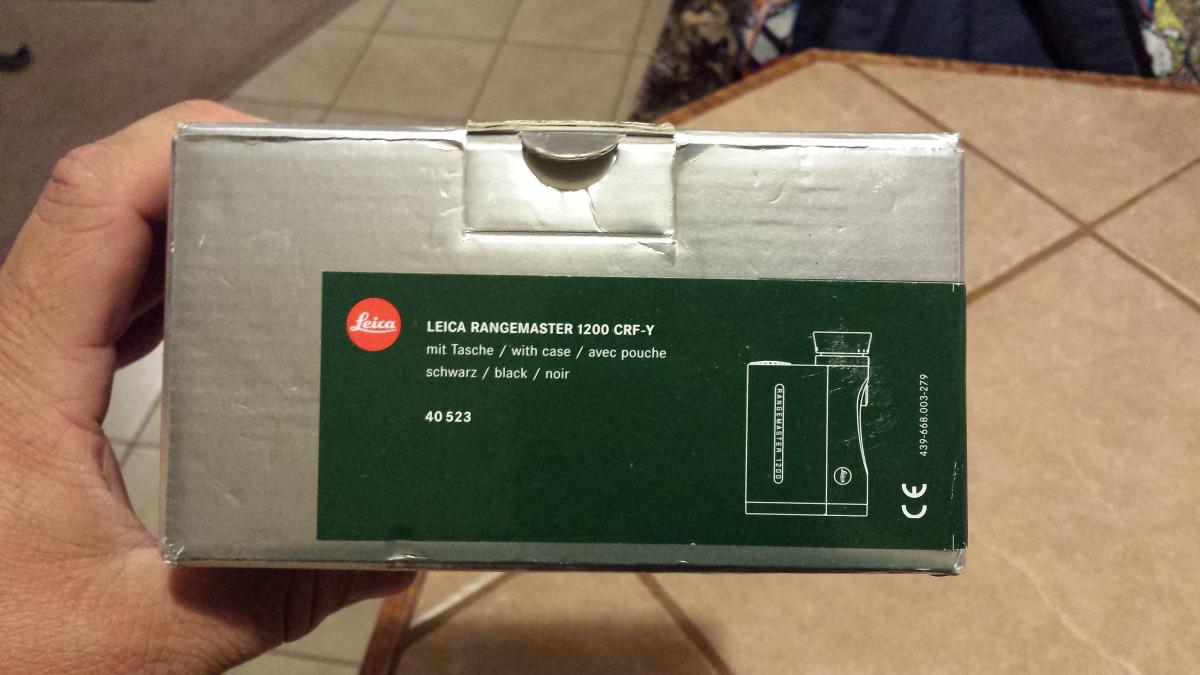 Leica
LEICA RANGEMASTER 1200 CRF-Y
mit Tasche / with case / avec pouche
schwarz / black / noir
40 523
RANGEMASTER 1200
Leica
439-668.003-279
CE